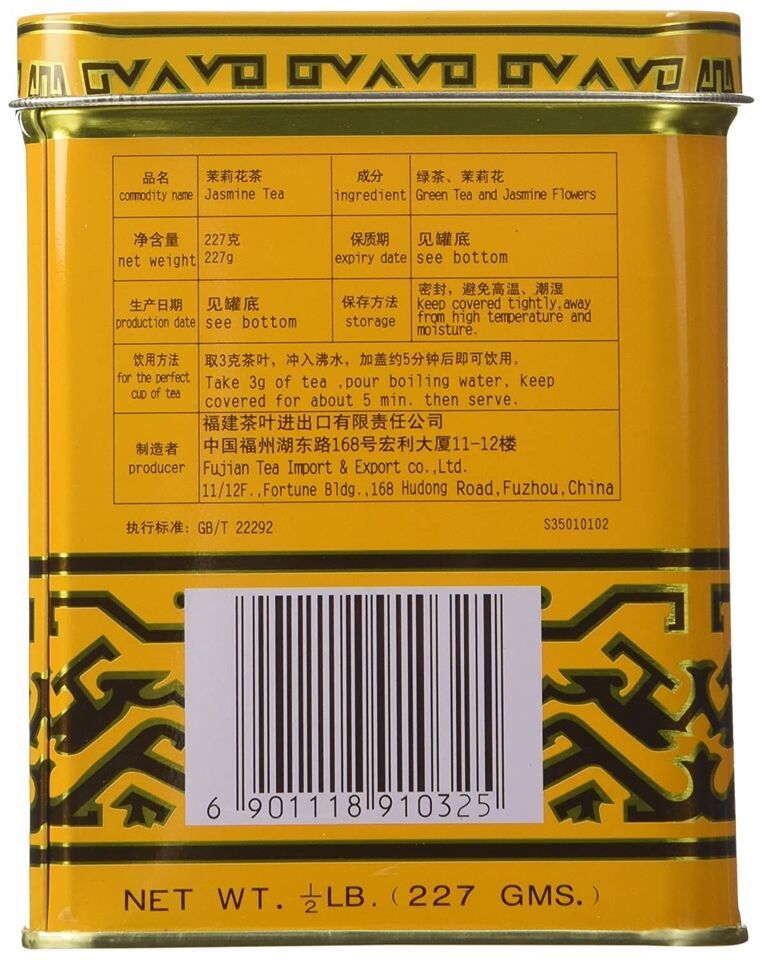 品名 茉莉花茶 成分 绿茶、茉莉花
commodity name Jasmine Tea ingredient Green Tea and Jasmine Flowers
净含量 227克 保质期 见罐底
net weight 227g expiry date see bottom
生产日期 见罐底 保存方法 密封，避免高温、潮湿
production date see bottom storage keep covered tightly,away
from high temperature and
moisture.
饮用方法 取3克茶叶，冲入沸水，加盖约5分钟后即可饮用。
for the perfect Take 3g of tea ,pour boiling water, keep
cup of tea covered for about 5 min. then serve.
福建茶叶进出口有限责任公司
制造者 中国福州湖东路168号宏利大厦11-12楼
producer Fujian Tea Import & Export co.,Ltd.
11/12F.,Fortune Bldg.,168 Hudong Road,Fuzhou,China
执行标准: GB/T 22292 S35010102
6 901118 910325
NET WT. ½LB. (227 GMS.)